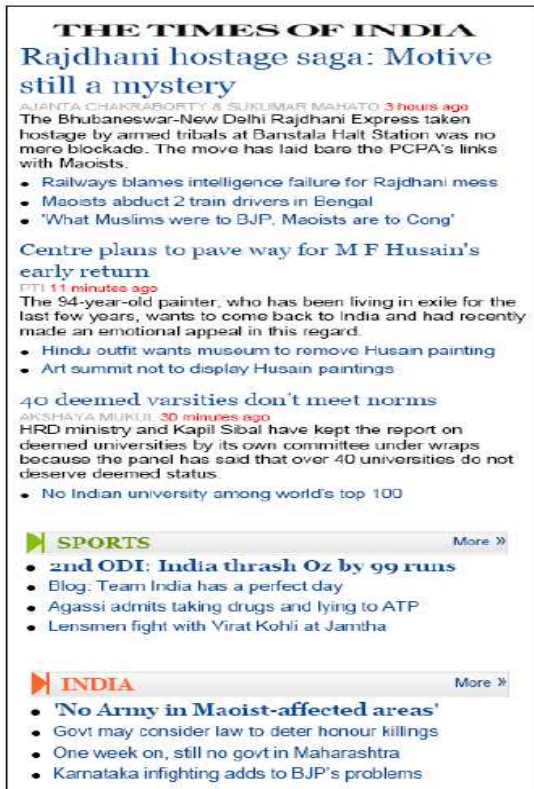 THE TIMES OF INDIA
Rajdhani hostage saga: Motive
still a mystery
AJANTA CHAKRABORTY & SUKUMAR MAHATO 3 hours ago
The Bhubaneswar-New Delhi Rajdhani Express taken
hostage by armed tribals at Banstala Halt Station was no
mere blockade. The move has laid bare the PCPA's links
with Maoists.
• Railways blames intelligence failure for Rajdhani mess
• Maoists abduct 2 train drivers in Bengal
• 'What Muslims were to BJP, Maoists are to Cong'
Centre plans to pave way for M F Husain's
early return
PTI 11 minutes ago
The 94-year-old painter, who has been living in exile for the
last few years, wants to come back to India and had recently
made an emotional appeal in this regard.
• Hindu outfit wants museum to remove Husain painting
• Art summit not to display Husain paintings
40 deemed varsities don't meet norms
AKSHAYA MUKUL 30 minutes ago
HRD ministry and Kapil Sibal have kept the report on
deemed universities by its own committee under wraps
because the panel has said that over 40 universities do not
deserve deemed status.
• No Indian university among world's top 100
SPORTS More »
• 2nd ODI: India thrash Oz by 99 runs
• Blog: Team India has a perfect day
• Agassi admits taking drugs and lying to ATP
• Lensmen fight with Virat Kohli at Jamtha
INDIA More »
• 'No Army in Maoist-affected areas'
• Govt may consider law to deter honour killings
• One week on, still no govt in Maharashtra
• Karnataka infighting adds to BJP's problems